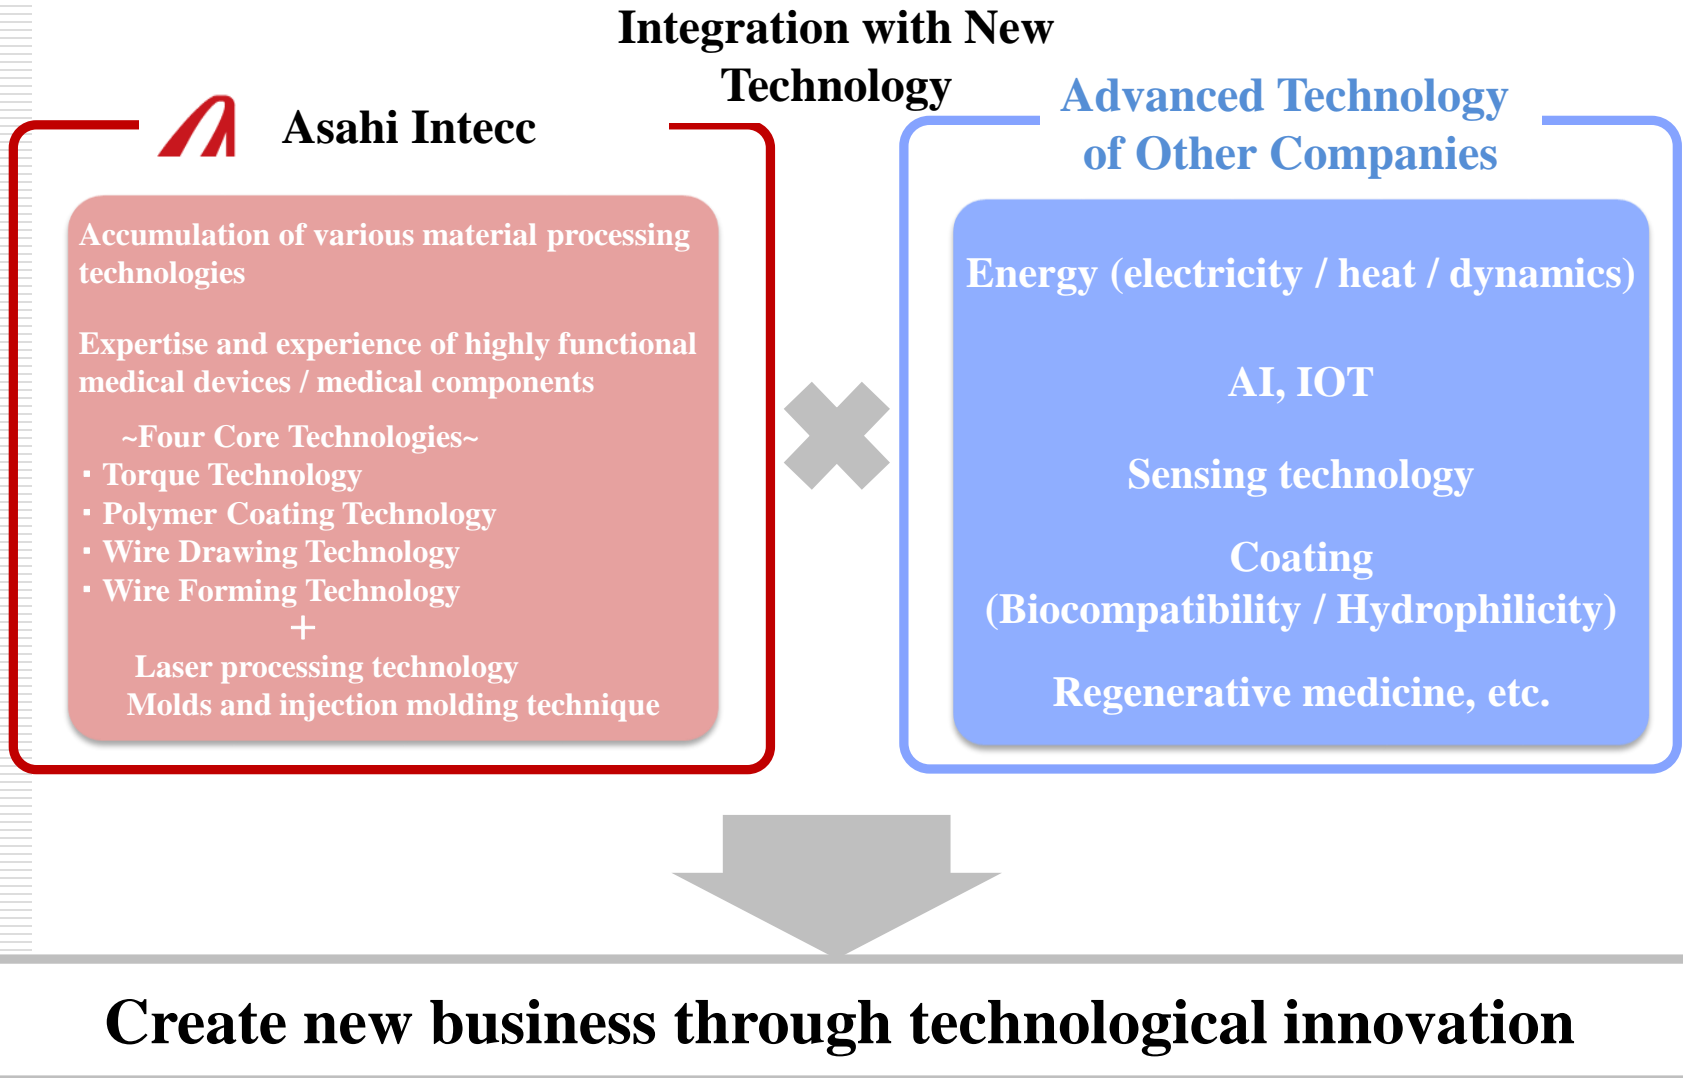 Integration with New
Technology
Asahi Intecc
Accumulation of various material processing
technologies
Expertise and experience of highly functional
medical devices / medical components
~Four Core Technologies~
・Torque Technology
・Polymer Coating Technology
・Wire Drawing Technology
・Wire Forming Technology
＋
Laser processing technology
Molds and injection molding technique
Advanced Technology
of Other Companies
Energy (electricity / heat / dynamics)
AI, IOT
Sensing technology
Coating
(Biocompatibility / Hydrophilicity)
Regenerative medicine, etc.
Create new business through technological innovation